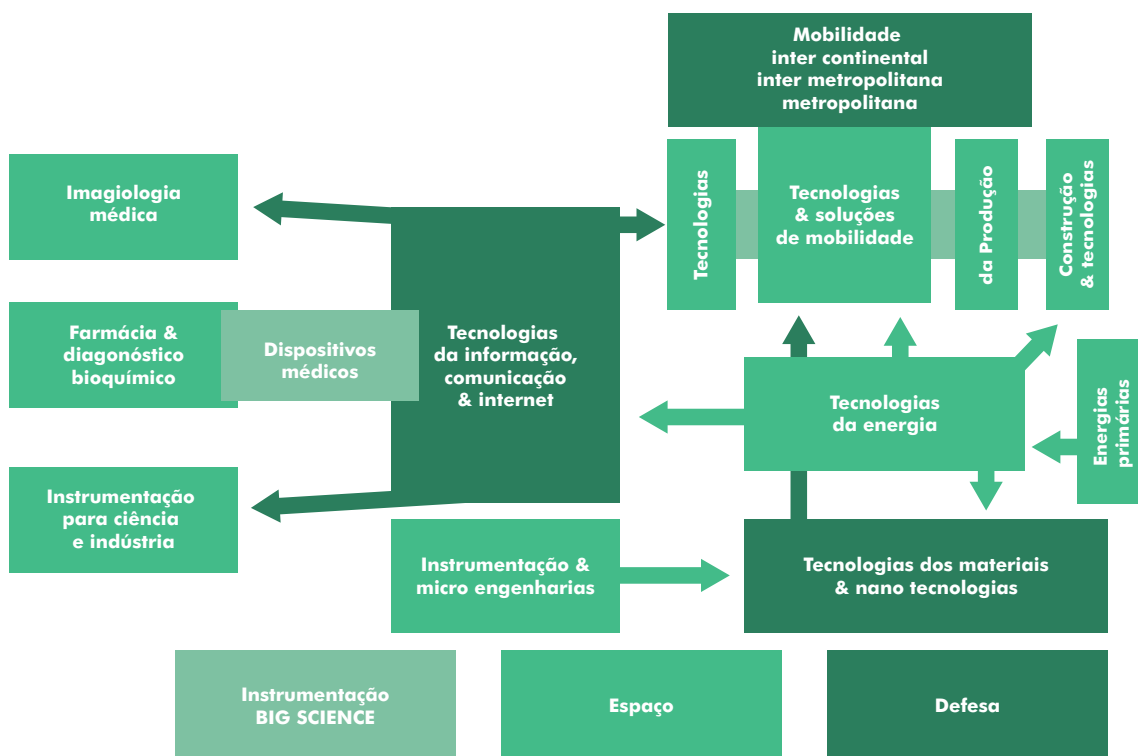 Mobilidade
inter continental
inter metropolitana
metropolitana
Imagiologia
médica
Tecnologias
Tecnologias
& soluções
de mobilidade
da Produção
Construção
& tecnologias
Farmácia &
diagonóstico
bioquímico
Dispositivos
médicos
Tecnologias
da informação,
comunicação
& internet
Tecnologias
da energia
Energias
primárias
Instrumentação
para ciência
e indústria
Instrumentação &
micro engenharias
Tecnologias dos materiais
& nano tecnologias
Instrumentação
BIG SCIENCE
Espaço
Defesa